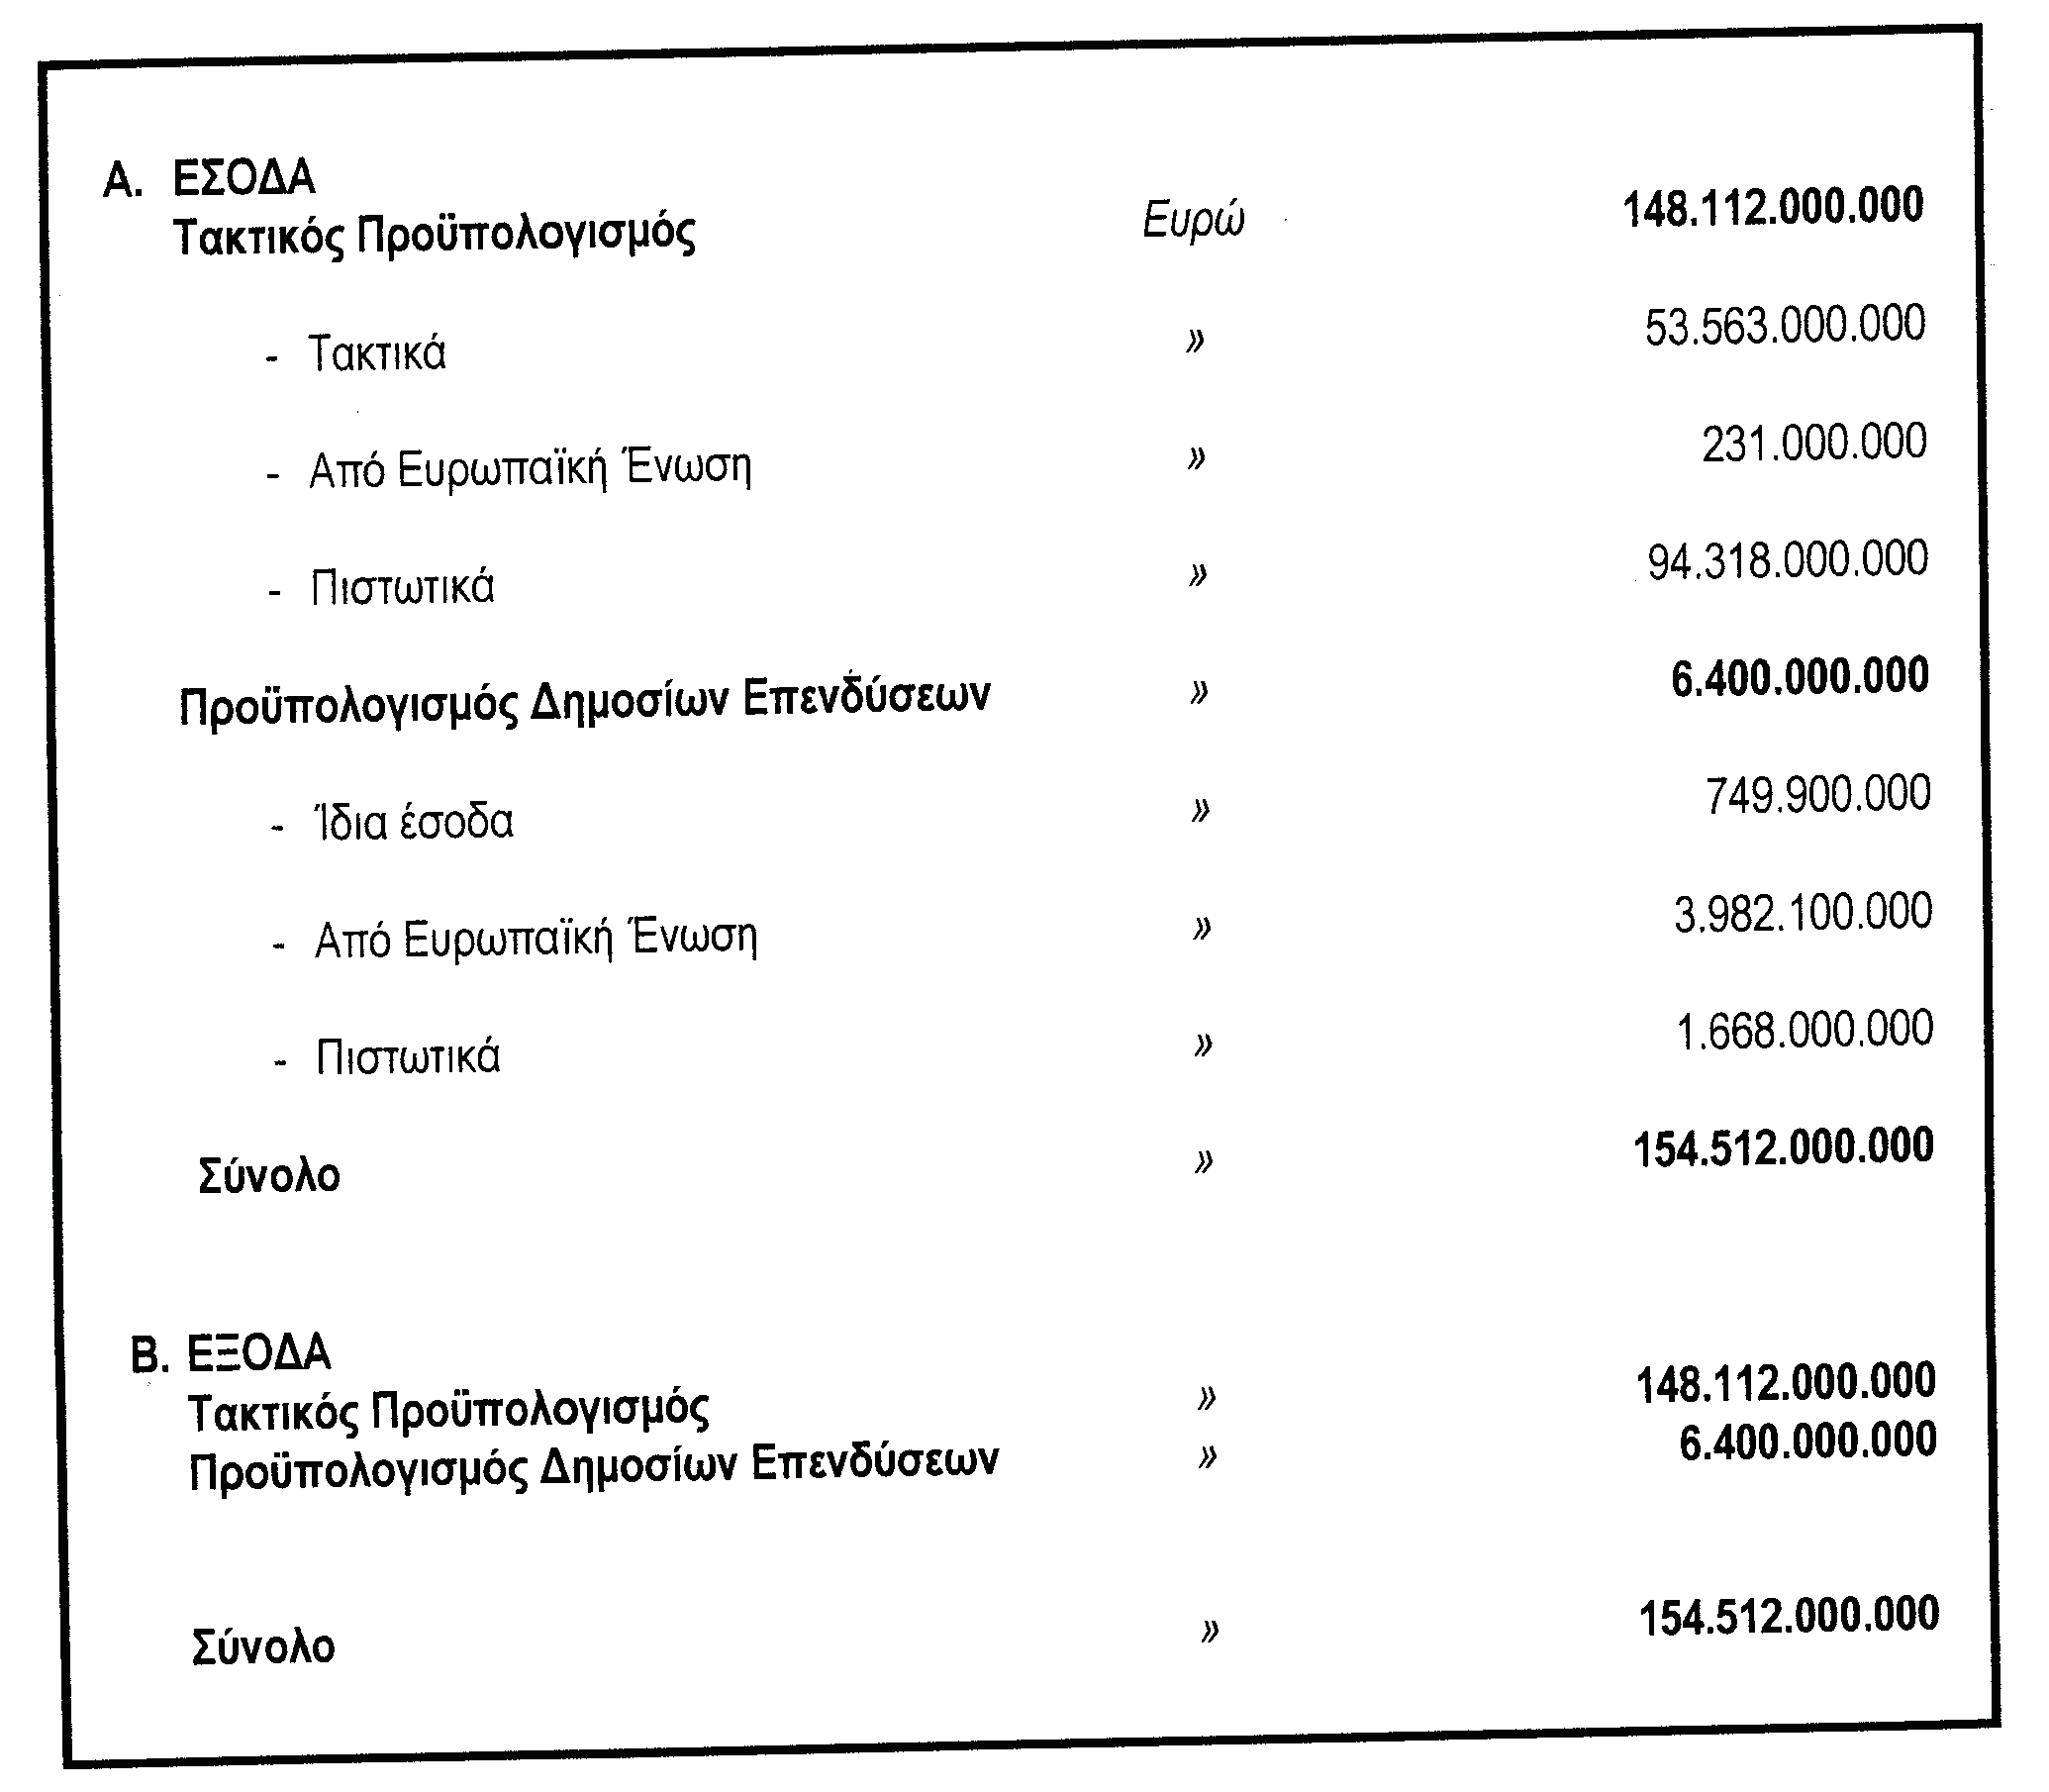 Α. ΕΣΟΔΑ
Τακτικός Προϋπολογισμός Ευρώ 148.112.000.000
- Τακτικά » 53.563.000.000
- Από Ευρωπαϊκή Ένωση » 231.000.000
- Πιστωτικά » 94.318.000.000
Προϋπολογισμός Δημοσίων Επενδύσεων » 6.400.000.000
- Ίδια έσοδα » 749.900.000
- Από Ευρωπαϊκή Ένωση » 3.982.100.000
- Πιστωτικά » 1.668.000.000
Σύνολο » 154.512.000.000
Β. ΕΞΟΔΑ
Τακτικός Προϋπολογισμός » 148.112.000.000
Προϋπολογισμός Δημοσίων Επενδύσεων » 6.400.000.000
Σύνολο » 154.512.000.000